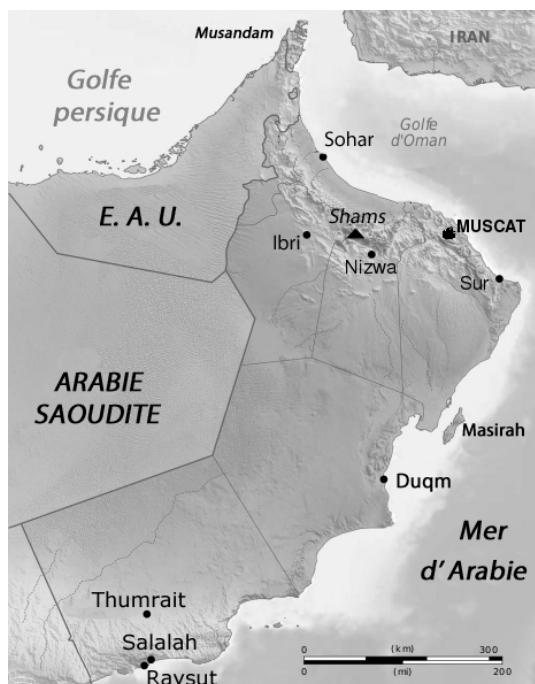 Musandam
IRAN
Golfe
persique
Golfe
d'Oman
Sohar
E. A. U.
Shams
MUSCAT
Ibri
Nizwa
Sur
ARABIE
SAOUDITE
Masirah
Duqm
Mer
d' Arabie
Thumrait
Salalah
Raysut
0 (km) 300
0 (mi) 200